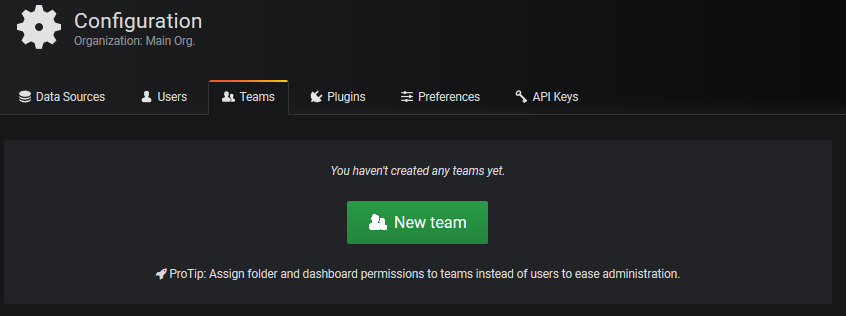 Configuration
Organization: Main Org.
Data Sources Users Teams Plugins Preferences API Keys
You haven't created any teams yet.
New team
ProTip: Assign folder and dashboard permissions to teams instead of users to ease administration.